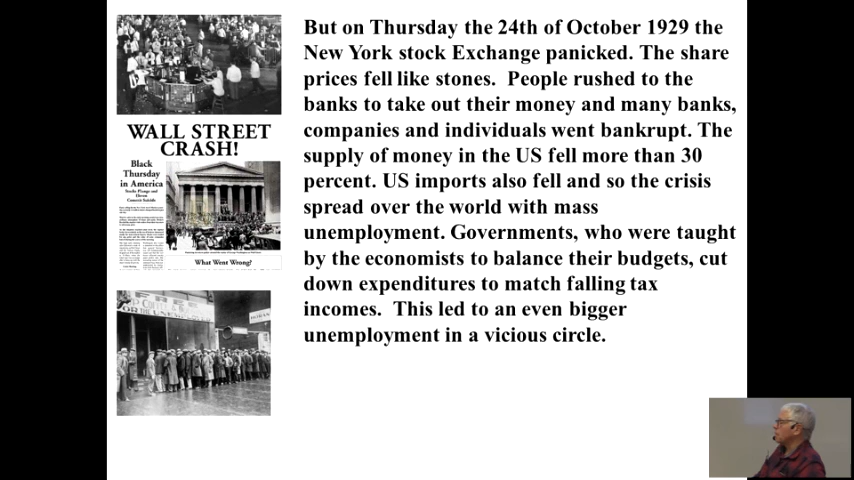 But on Thursday the 24th of October 1929 the
New York stock Exchange panicked. The share
prices fell like stones.  People rushed to the
banks to take out their money and many banks,
companies and individuals went bankrupt. The
supply of money in the US fell more than 30
percent. US imports also fell and so the crisis
spread over the world with mass
unemployment. Governments, who were taught
by the economists to balance their budgets, cut
down expenditures to match falling tax
incomes.  This led to an even bigger
unemployment in a vicious circle.
WALL STREET
CRASH!
Black
Thursday
in America
What Went Wrong?
FREE